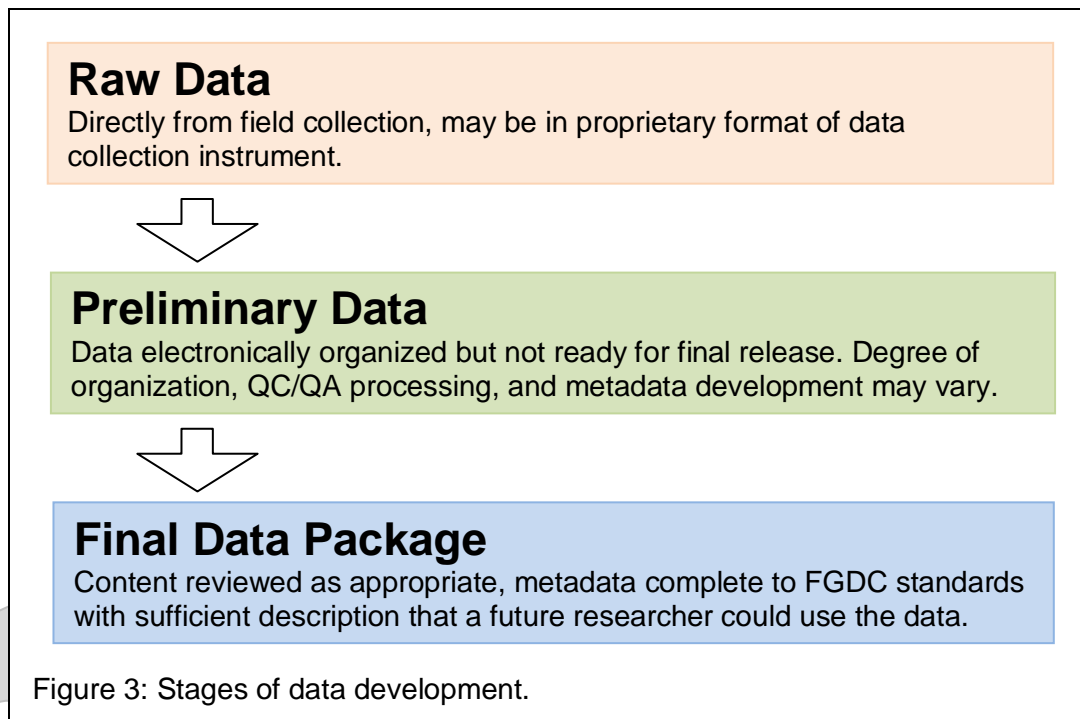 Raw Data
Directly from field collection, may be in proprietary format of data
collection instrument.
Preliminary Data
Data electronically organized but not ready for final release. Degree of
organization, QC/QA processing, and metadata development may vary.
Final Data Package
Content reviewed as appropriate, metadata complete to FGDC standards
with sufficient description that a future researcher could use the data.
Figure 3: Stages of data development.